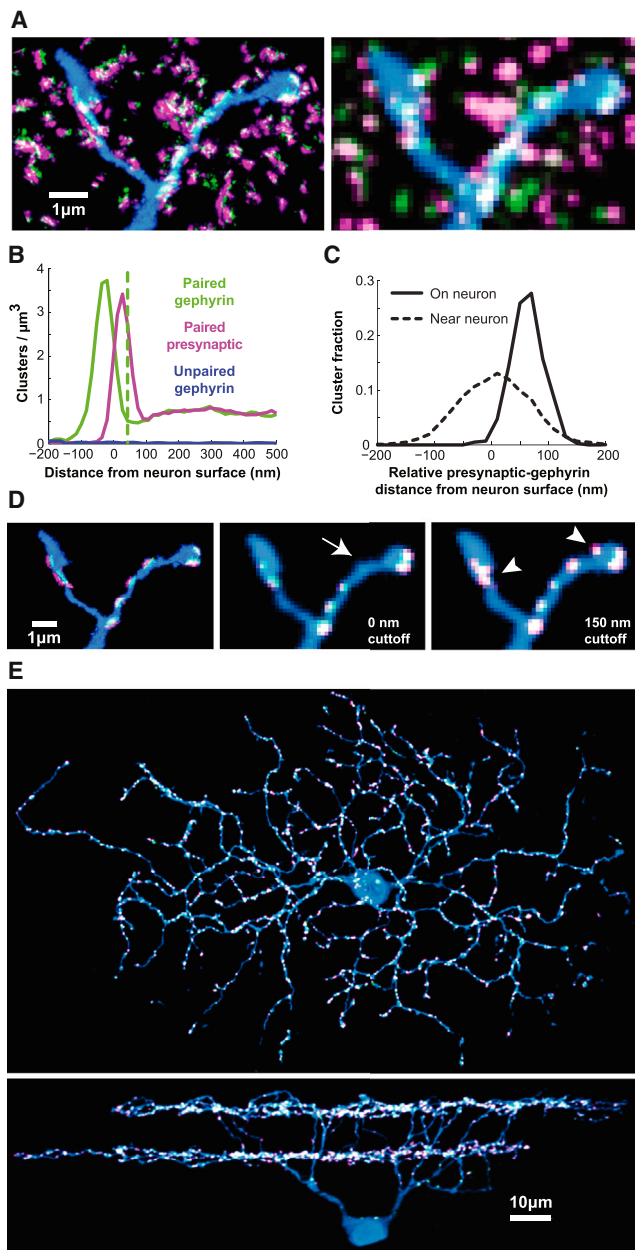 A
1μm
B
Clusters / μm³
4
3
2
1
0
Paired
gephyrin
Paired
presynaptic
Unpaired
gephyrin
−200 −100 0 100 200 300 400 500
Distance from neuron surface (nm)
C
Cluster fraction
0.3
0.2
0.1
0
On neuron
Near neuron
−200 −100 0 100 200
Relative presynaptic-gephyrin
distance from neuron surface (nm)
D
1μm
0 nm
cuttoff
150 nm
cuttoff
E
10μm